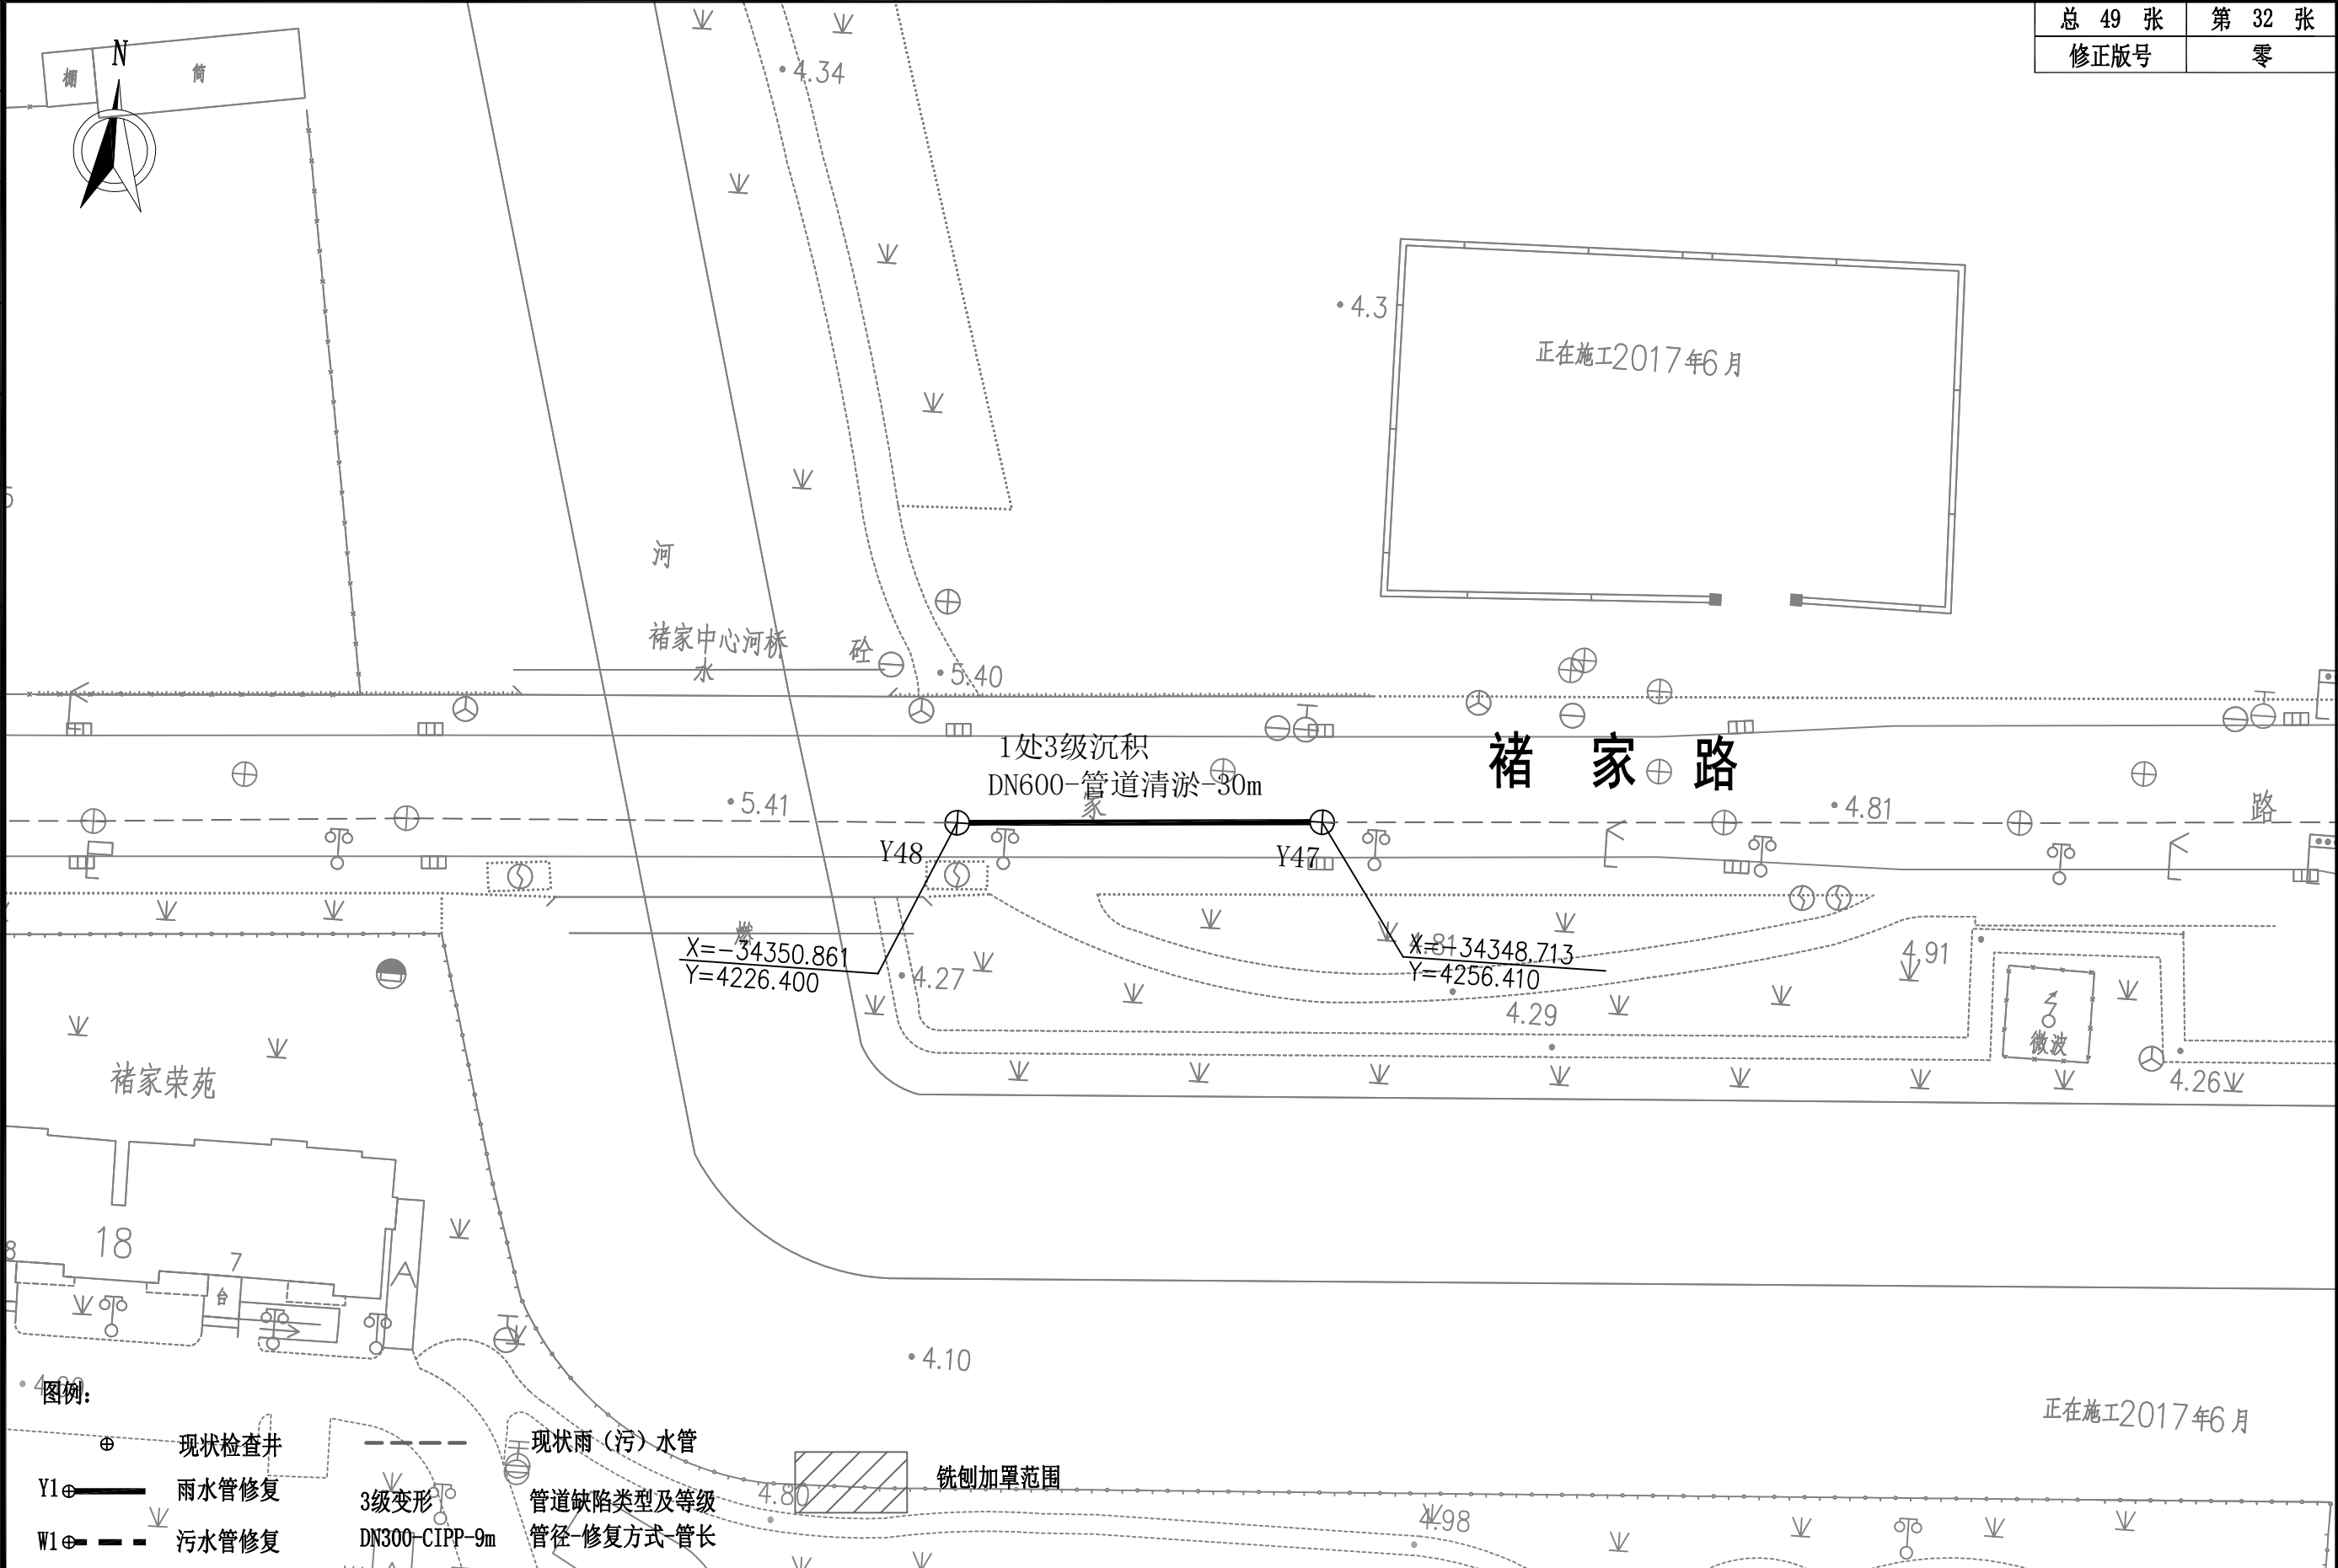 总 49 张 第 32 张
修正版号 零
N
棚
筒
4.34
4.3
正在施工2017年6月
河
褚家中心河桥
水
砼
5.40
1处3级沉积
DN600-管道清淤-30m
褚 家 路
家
5.41
4.81
路
Y48
Y47
燃
X=-34350.861
Y=4226.400
4.27
4.81
X=-34348.713
Y=4256.410
4.91
4.29
微波
4.26
褚家荣苑
18
8
7
台
4.10
正在施工2017年6月
图例:
现状检查井
现状雨（污）水管
Y1
雨水管修复
3级变形
管道缺陷类型及等级
铣刨加罩范围
4.80
W1
污水管修复
DN300-CIPP-9m
管径-修复方式-管长
4.98